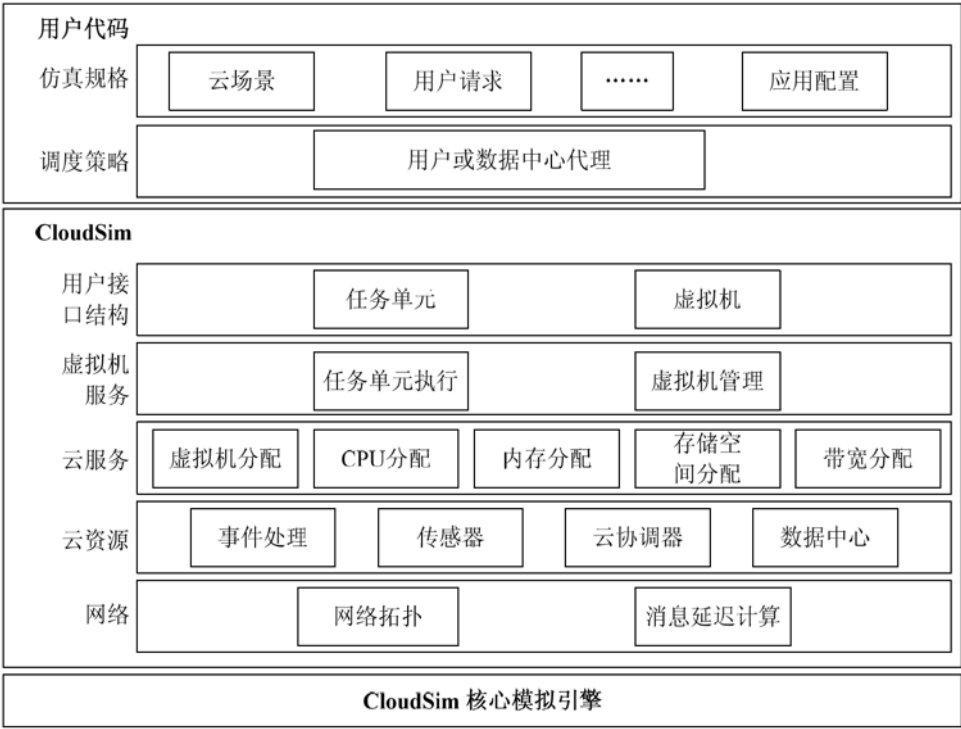 用户代码
仿真规格 云场景 用户请求 …… 应用配置
调度策略 用户或数据中心代理
CloudSim
用户接
口结构
任务单元 虚拟机
虚拟机
服务
任务单元执行 虚拟机管理
云服务 虚拟机分配 CPU分配 内存分配 存储空
间分配 带宽分配
云资源 事件处理 传感器 云协调器 数据中心
网络 网络拓扑 消息延迟计算
CloudSim 核心模拟引擎